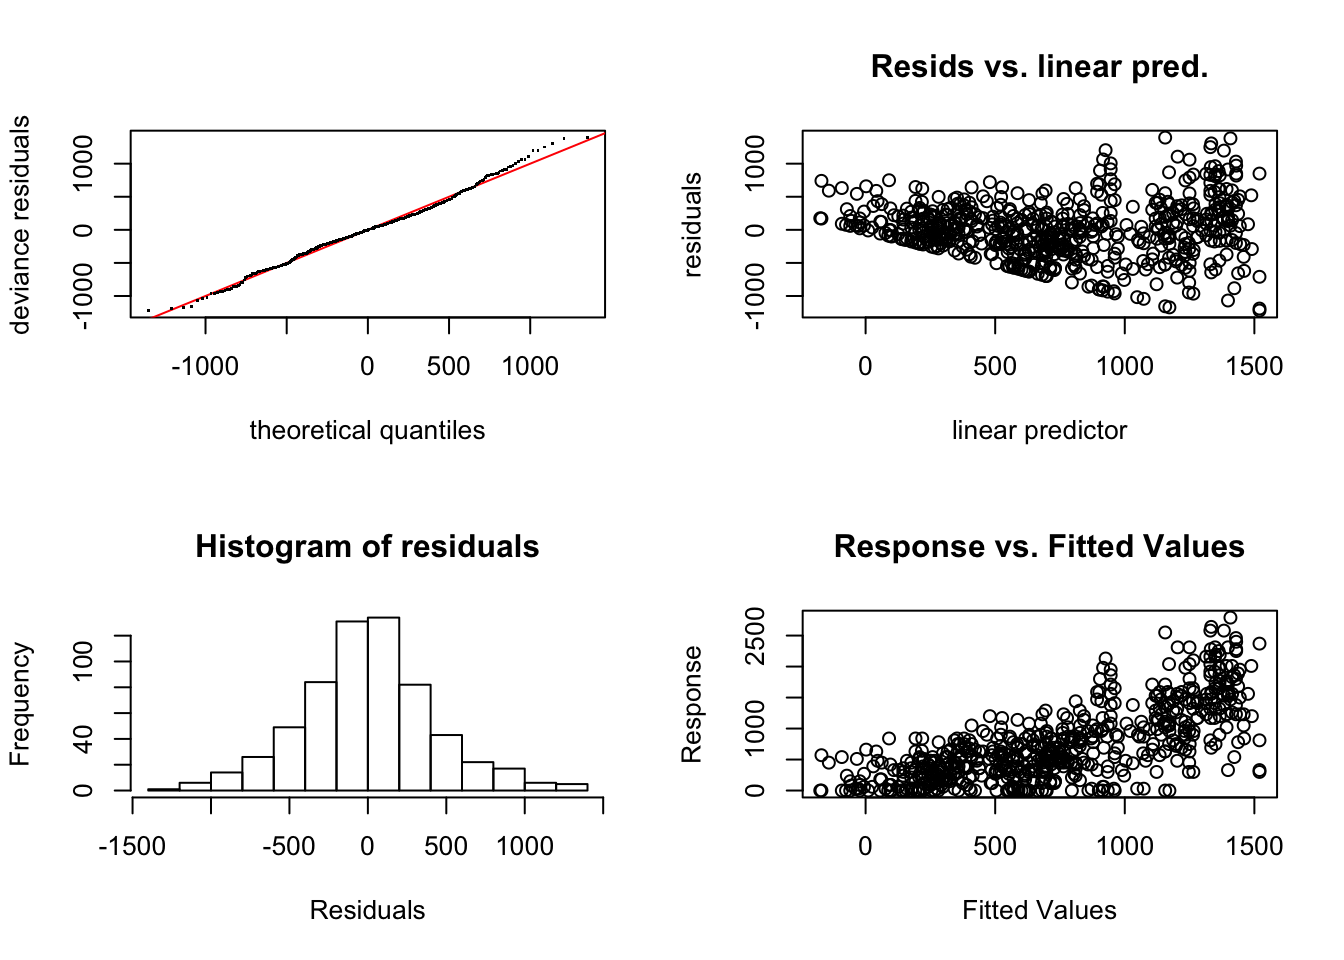 deviance residuals
-1000 0 1000
-1000 0 500 1000
theoretical quantiles
Resids vs. linear pred.
residuals
-1000 0 1000
0 500 1000 1500
linear predictor
Histogram of residuals
Frequency
0 40 100
-1500 -500 0 500 1000
Residuals
Response vs. Fitted Values
Response
0 1000 2500
0 500 1000 1500
Fitted Values